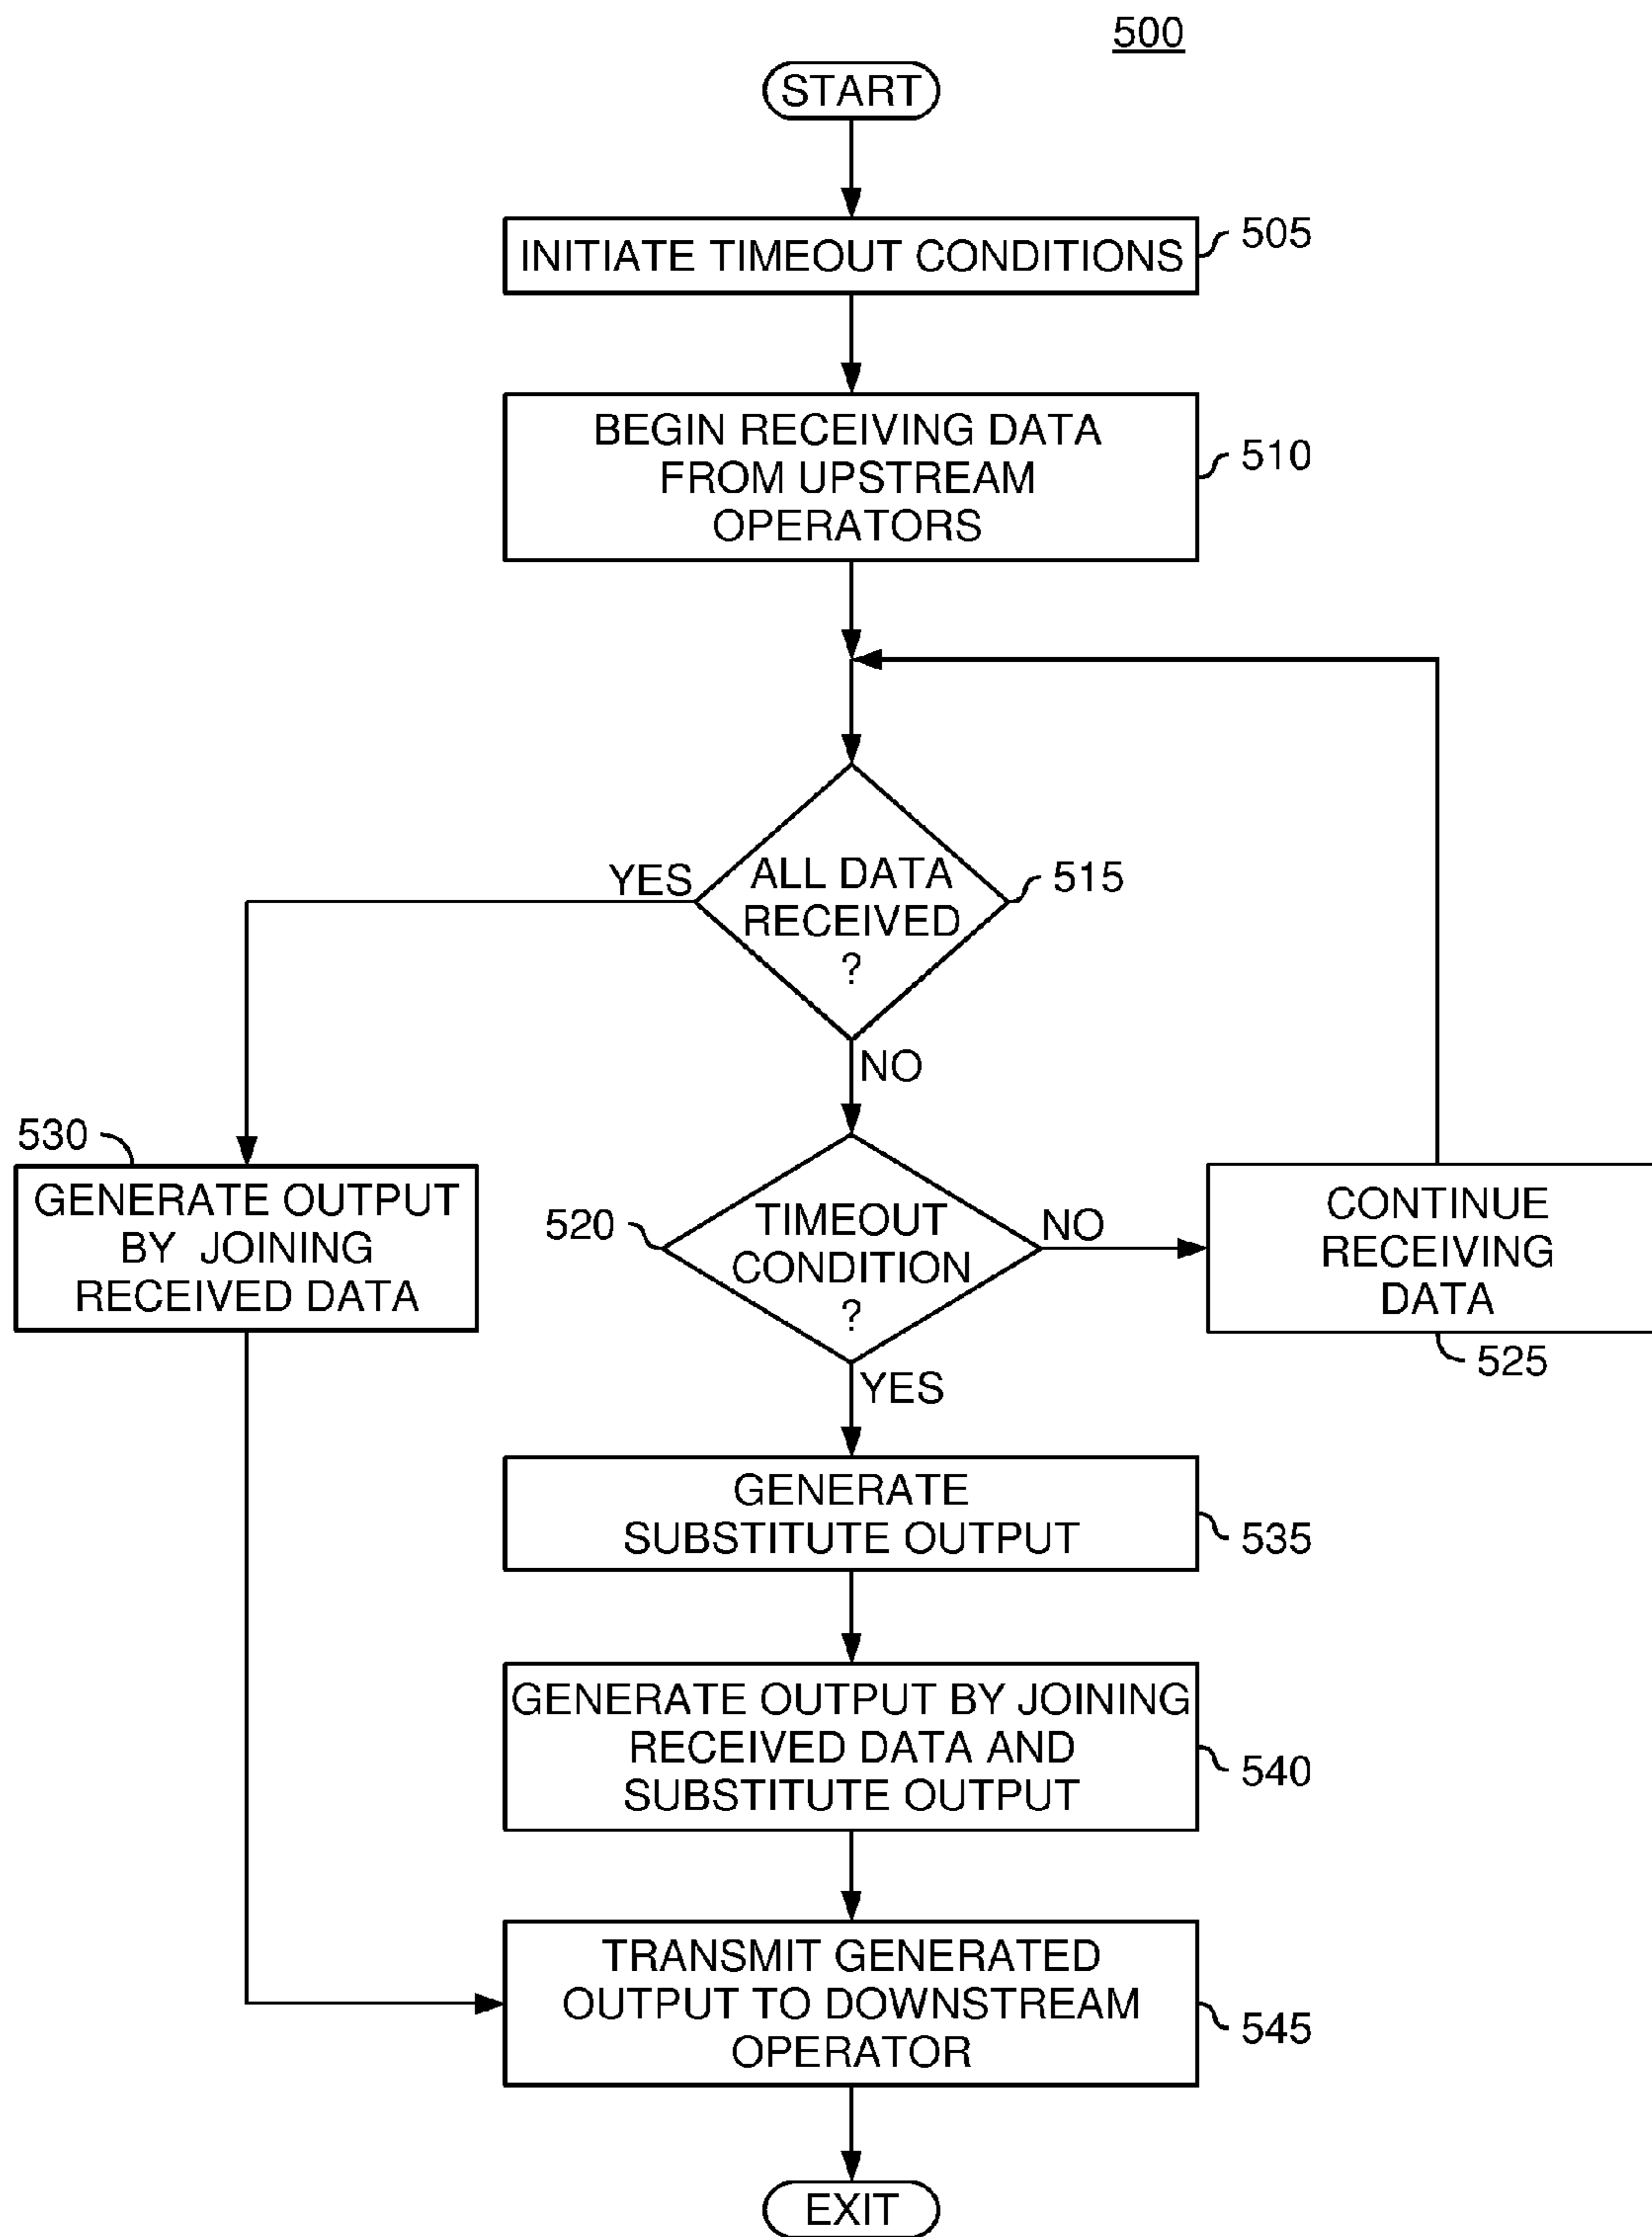 500
START
INITIATE TIMEOUT CONDITIONS
505
BEGIN RECEIVING DATA
FROM UPSTREAM
OPERATORS
510
ALL DATA
RECEIVED
?
515
YES
NO
530
GENERATE OUTPUT
BY JOINING
RECEIVED DATA
520
TIMEOUT
CONDITION
?
NO
CONTINUE
RECEIVING
DATA
525
YES
GENERATE
SUBSTITUTE OUTPUT
535
GENERATE OUTPUT BY JOINING
RECEIVED DATA AND
SUBSTITUTE OUTPUT
540
TRANSMIT GENERATED
OUTPUT TO DOWNSTREAM
OPERATOR
545
EXIT